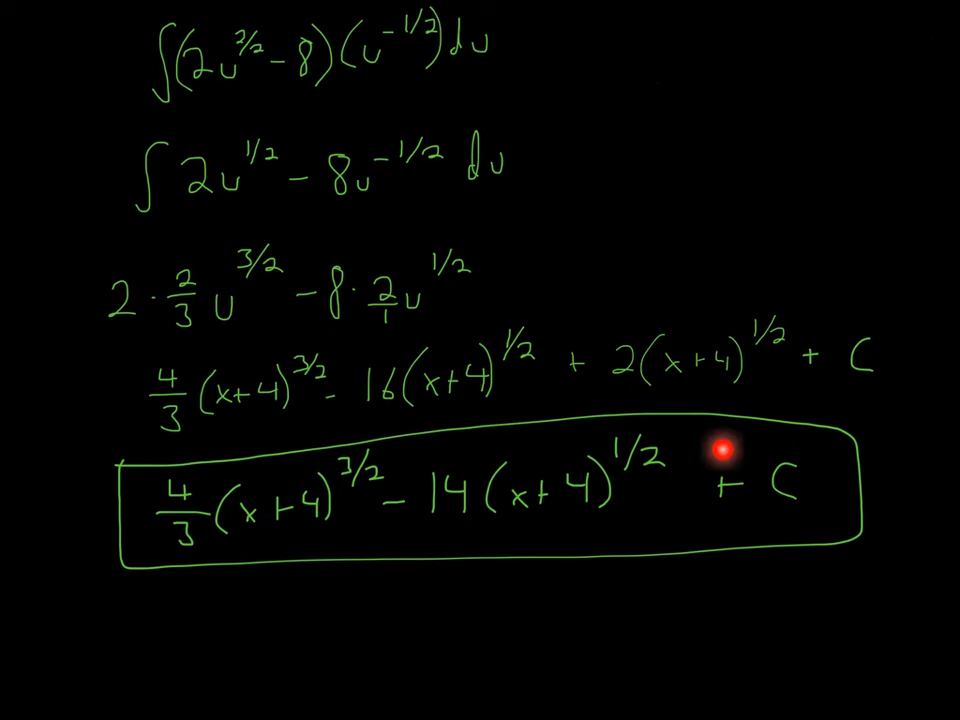 ∫(2u^{2/2} - 8)(u^{-1/2})du
∫ 2u^{1/2} - 8u^{-1/2} du
2 · 2/3 u^{3/2} - 8 · 2/1 u^{1/2}
4/3 (x+4)^{3/2} - 16(x+4)^{1/2} + 2(x+4)^{1/2} + C
4/3 (x+4)^{3/2} - 14(x+4)^{1/2} + C